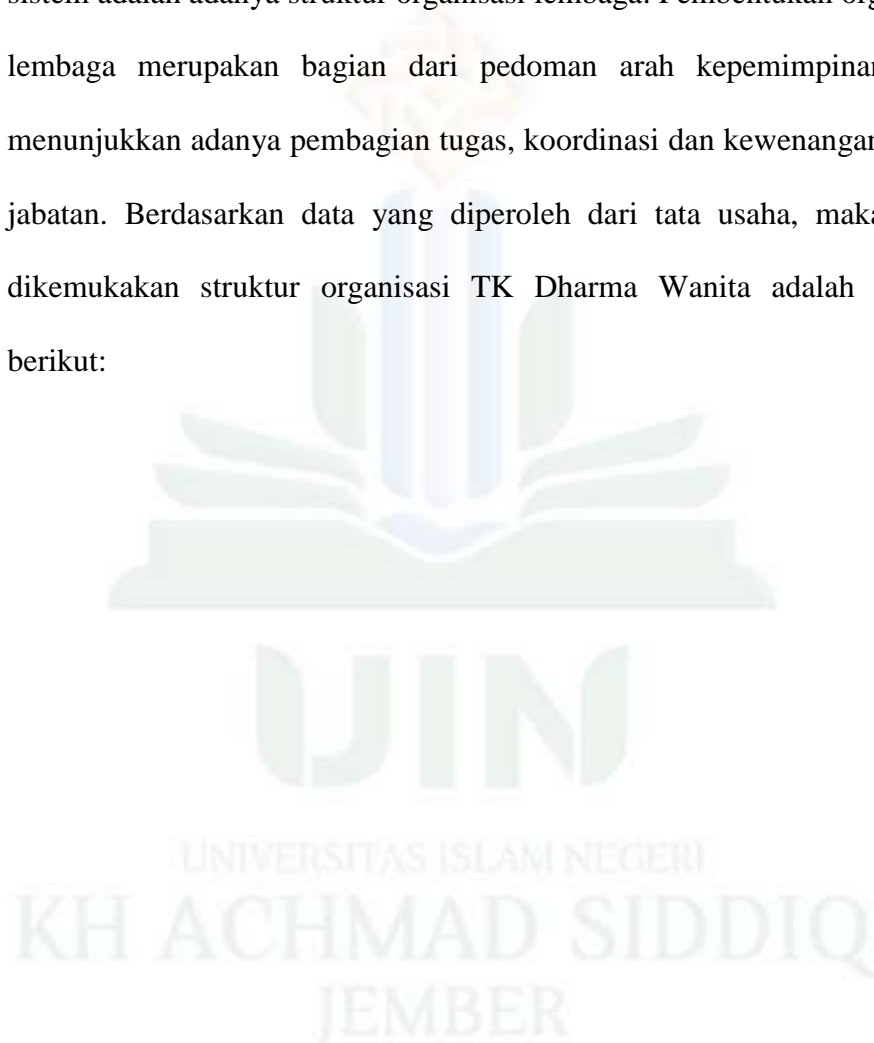 sistem adalah adanya struktur organisasi lembaga. Pembentukan org
lembaga merupakan bagian dari pedoman arah kepemimpinan
menunjukkan adanya pembagian tugas, koordinasi dan kewenangan
jabatan. Berdasarkan data yang diperoleh dari tata usaha, maka
dikemukakan struktur organisasi TK Dharma Wanita adalah
berikut:
UIN
UNIVERSITAS ISLAM NEGERI
KH ACHMAD SIDDIQ
JEMBER